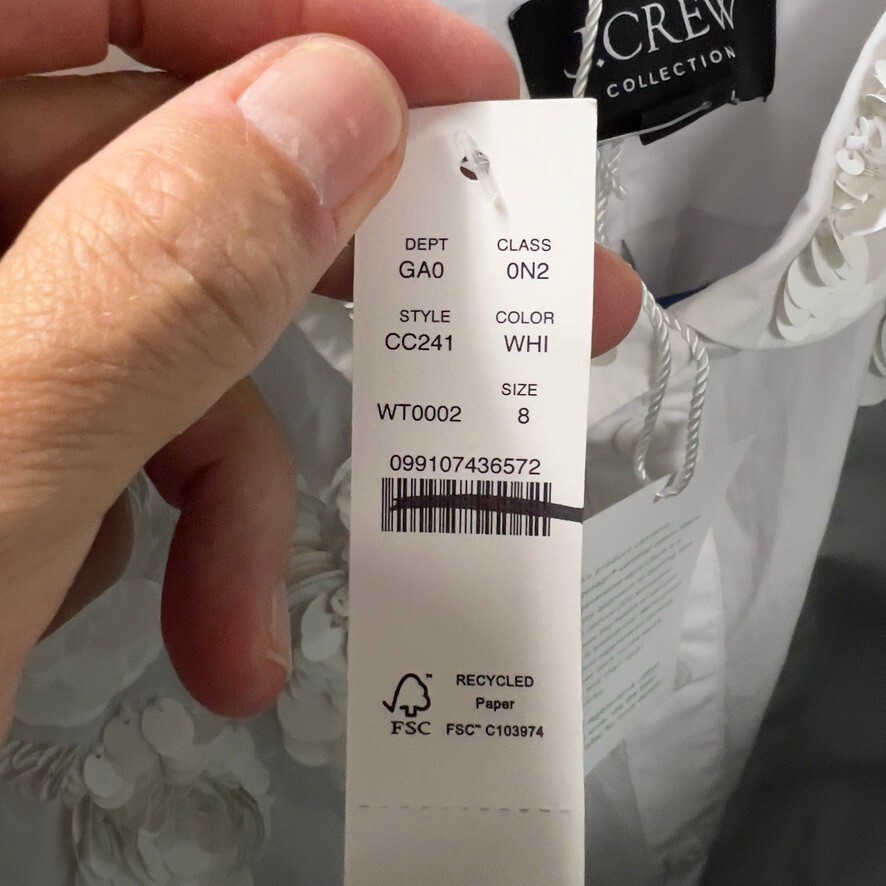 J.CREW
COLLECTION
DEPT CLASS
GA0 0N2
STYLE COLOR
CC241 WHI
SIZE
WT0002 8
099107436572
RECYCLED
Paper
FSC™ C103974
FSC